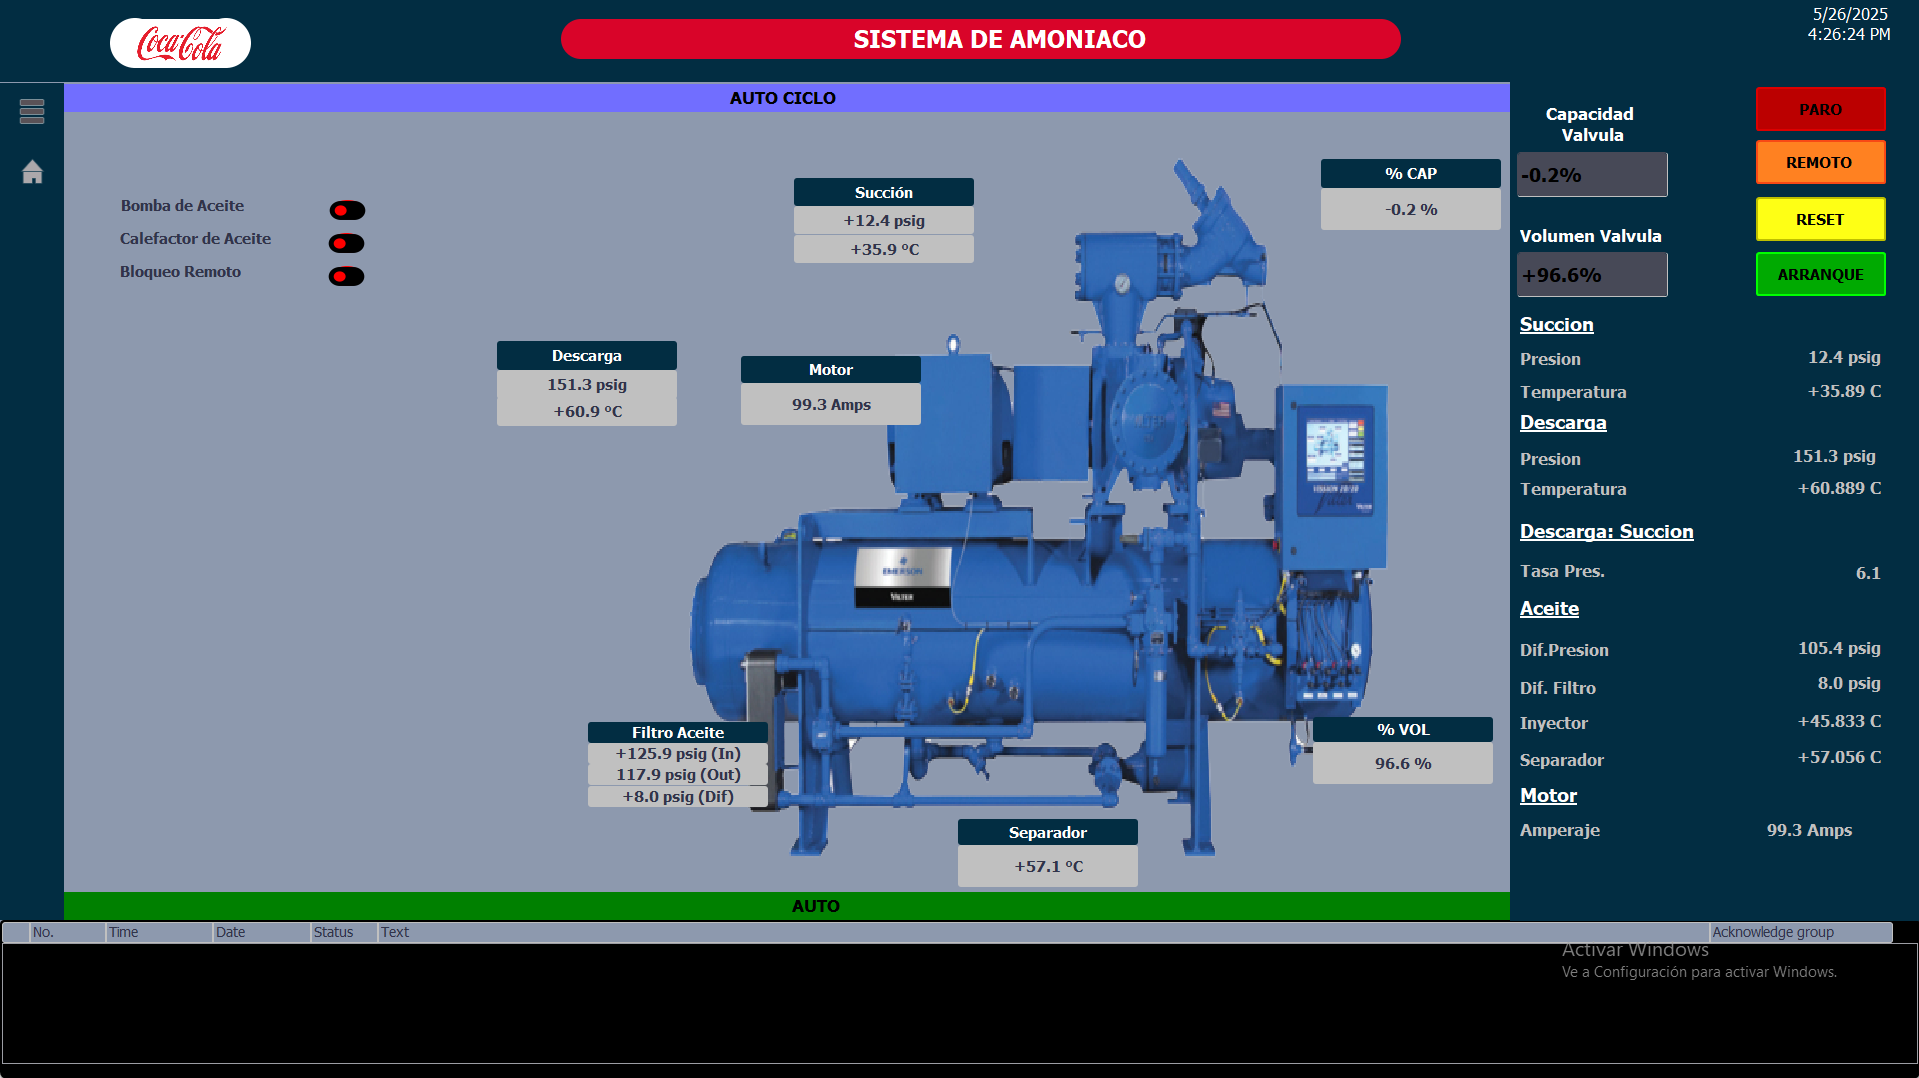 Coca-Cola
SISTEMA DE AMONIACO
5/26/2025
4:26:24 PM
AUTO CICLO
Bomba de Aceite
Calefactor de Aceite
Bloqueo Remoto
Succión
+12.4 psig
+35.9 °C
% CAP
-0.2 %
Descarga
151.3 psig
+60.9 °C
Motor
99.3 Amps
EMERSON
VILTER
Filtro Aceite
+125.9 psig (In)
117.9 psig (Out)
+8.0 psig (Dif)
% VOL
96.6 %
Separador
+57.1 °C
AUTO
Capacidad
Valvula
-0.2%
Volumen Valvula
+96.6%
PARO
REMOTO
RESET
ARRANQUE
Succion
Presion 12.4 psig
Temperatura +35.89 C
Descarga
Presion 151.3 psig
Temperatura +60.889 C
Descarga: Succion
Tasa Pres. 6.1
Aceite
Dif.Presion 105.4 psig
Dif. Filtro 8.0 psig
Inyector +45.833 C
Separador +57.056 C
Motor
Amperaje 99.3 Amps
No. Time Date Status Text Acknowledge group
Activar Windows
Ve a Configuración para activar Windows.